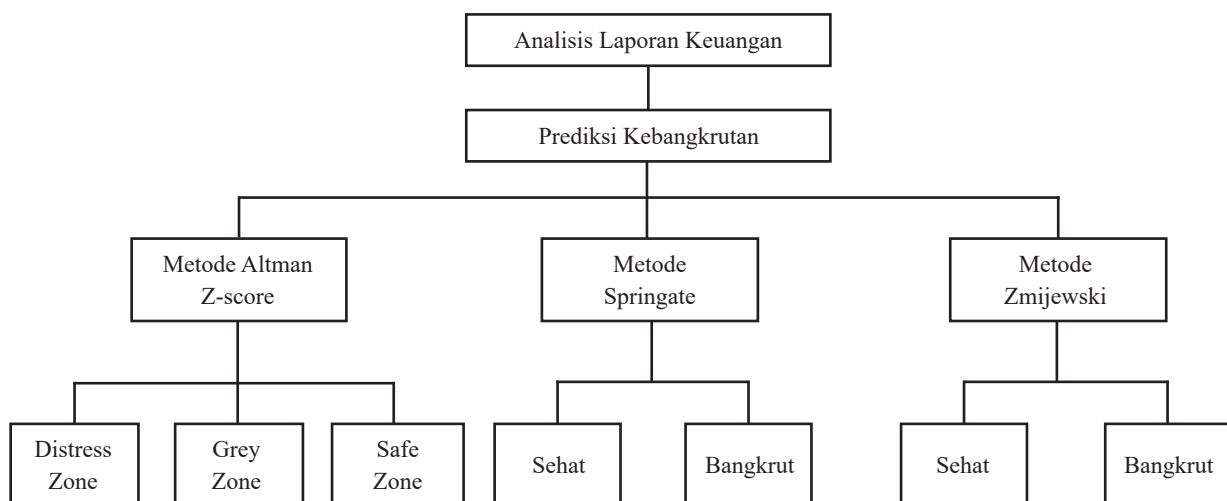 Analisis Laporan Keuangan
Prediksi Kebangkrutan
Metode Altman
Z-score
Metode
Springate
Metode
Zmijewski
Distress
Zone
Grey
Zone
Safe
Zone
Sehat
Bangkrut
Sehat
Bangkrut